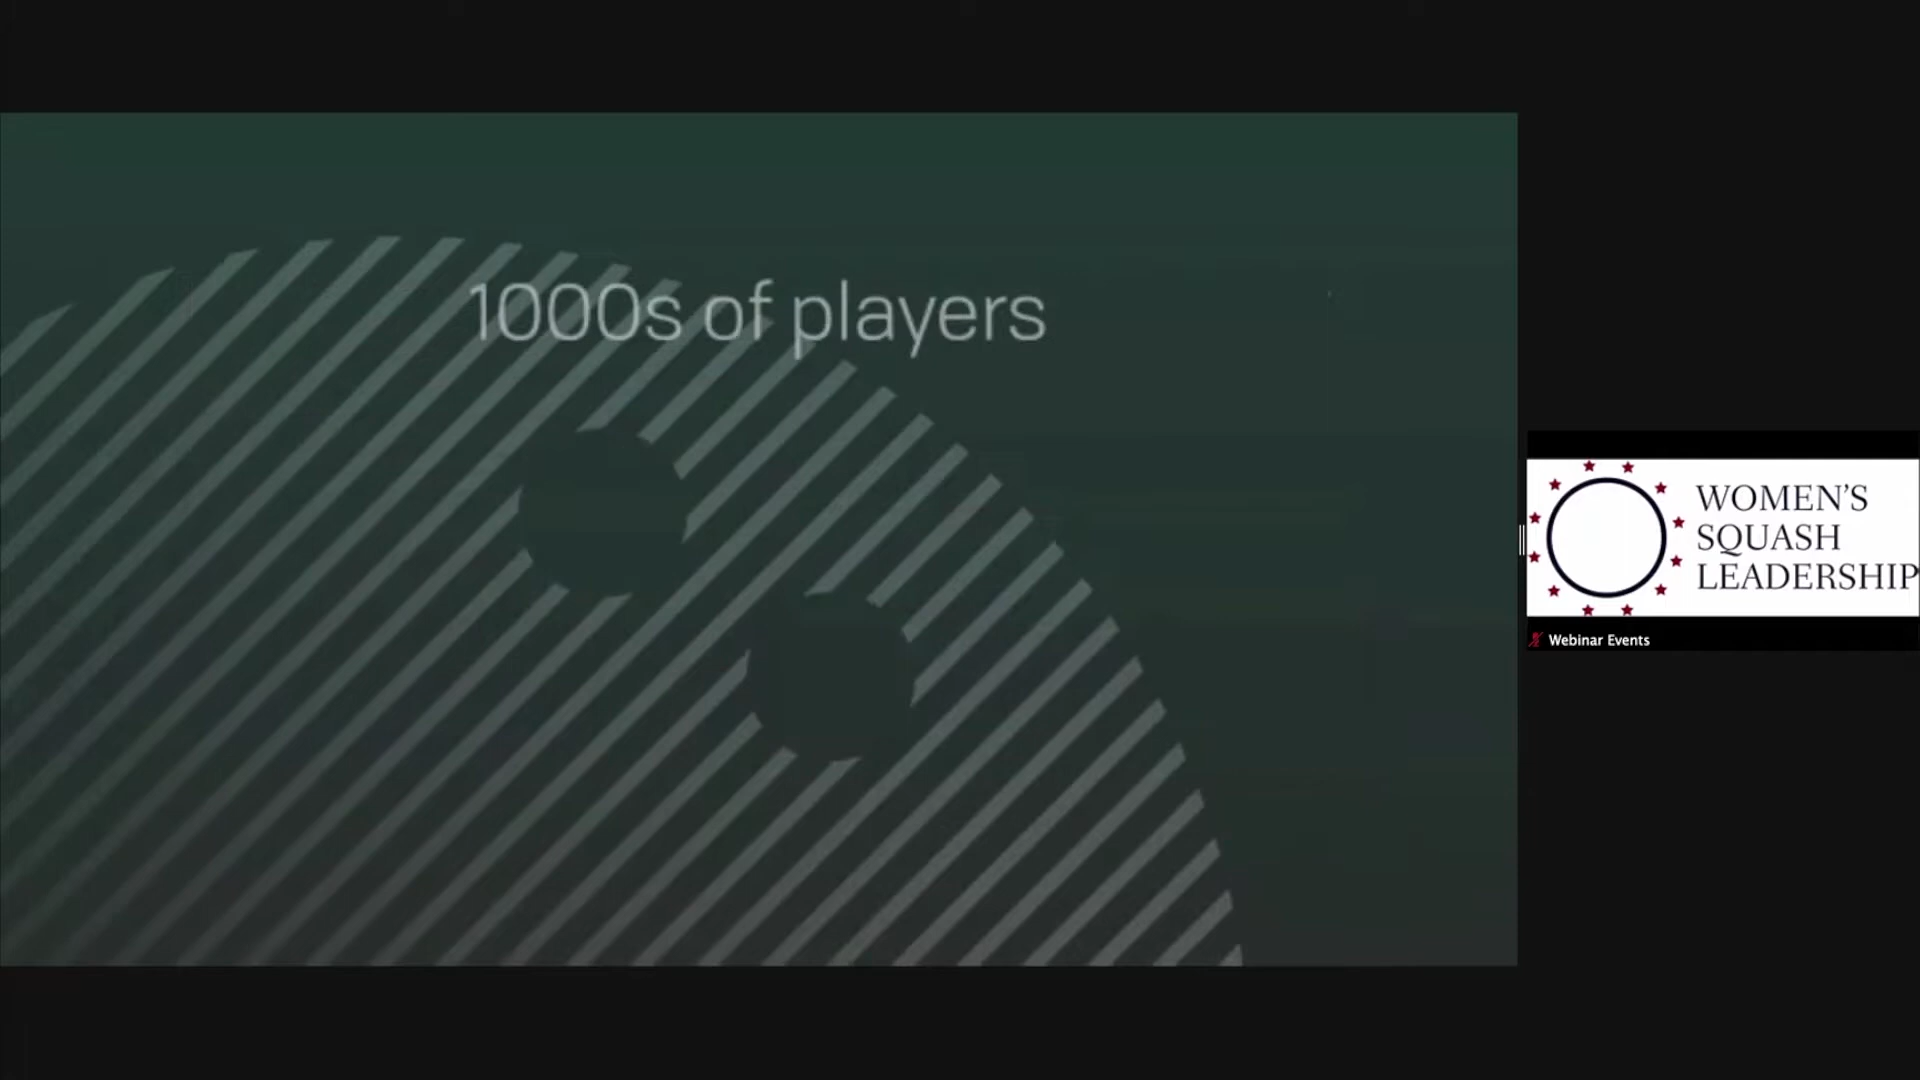 1000s of players
WOMEN'S
SQUASH
LEADERSHIP
Webinar Events